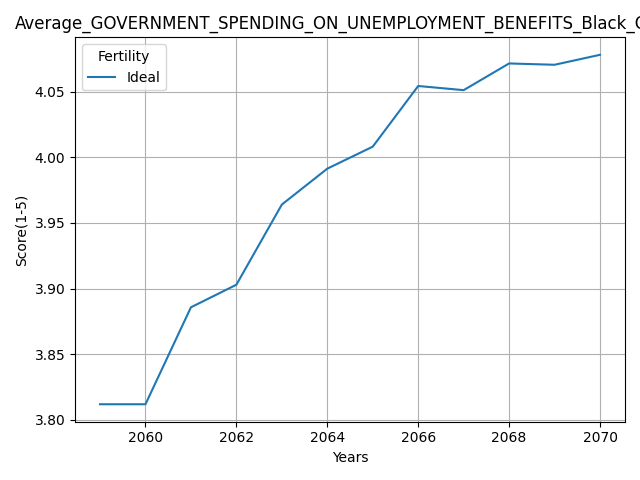 Average_GOVERNMENT_SPENDING_ON_UNEMPLOYMENT_BENEFITS_Black_
Fertility
Ideal
4.05
4.00
3.95
3.90
3.85
3.80
Score(1-5)
2060 2062 2064 2066 2068 2070
Years